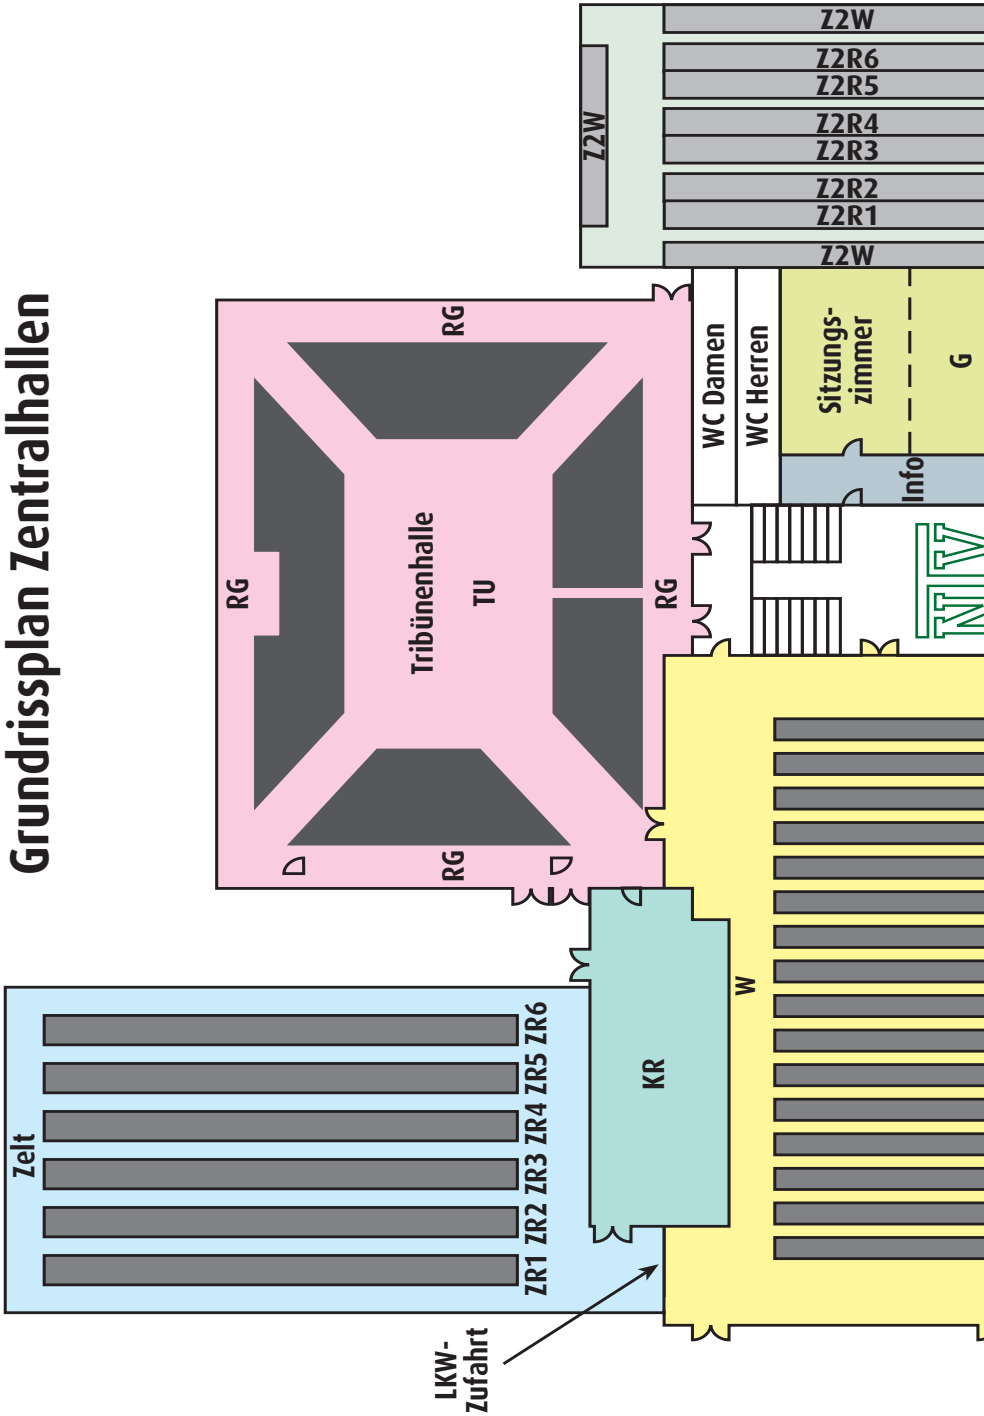 Grundrissplan Zentralhallen
Zelt
ZR1
ZR2
ZR3
ZR4
ZR5
ZR6
LKW-
Zufahrt
KR
RG
RG
RG
RG
Tribünenhalle
TU
W
WC Damen
WC Herren
Sitzungs-
zimmer
G
Info
Z2W
Z2W
Z2R1
Z2R2
Z2R3
Z2R4
Z2R5
Z2R6
Z2W